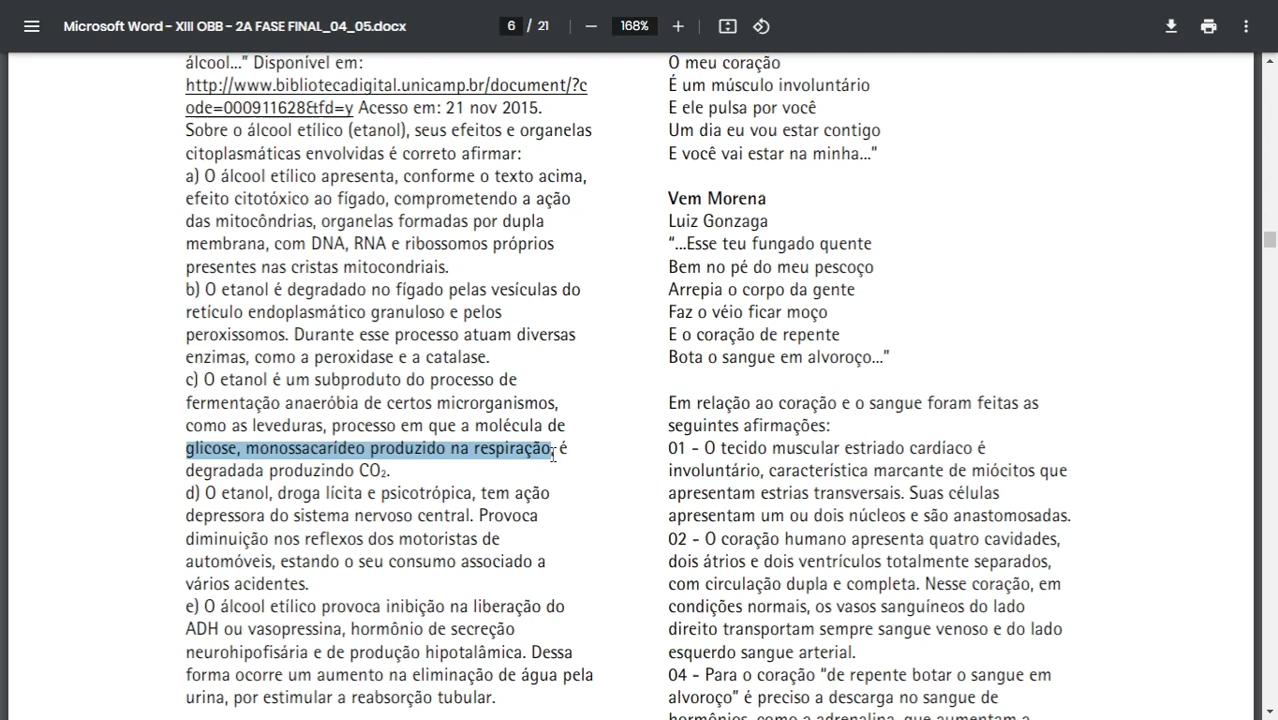 Microsoft Word - XIII OBB - 2A FASE FINAL_04_05.docx
6 / 21
168%
álcool...” Disponível em:
http://www.bibliotecadigital.unicamp.br/document/?c
ode=000911628&fd=y Acesso em: 21 nov 2015.
Sobre o álcool etílico (etanol), seus efeitos e organelas
citoplasmáticas envolvidas é correto afirmar:
a) O álcool etílico apresenta, conforme o texto acima,
efeito citotóxico ao fígado, comprometendo a ação
das mitocôndrias, organelas formadas por dupla
membrana, com DNA, RNA e ribossomos próprios
presentes nas cristas mitocondriais.
b) O etanol é degradado no fígado pelas vesículas do
retículo endoplasmático granuloso e pelos
peroxissomos. Durante esse processo atuam diversas
enzimas, como a peroxidase e a catalase.
c) O etanol é um subproduto do processo de
fermentação anaeróbia de certos microrganismos,
como as leveduras, processo em que a molécula de
glicose, monossacarídeo produzido na respiração, é
degradada produzindo CO₂.
d) O etanol, droga lícita e psicotrópica, tem ação
depressora do sistema nervoso central. Provoca
diminuição nos reflexos dos motoristas de
automóveis, estando o seu consumo associado a
vários acidentes.
e) O álcool etílico provoca inibição na liberação do
ADH ou vasopressina, hormônio de secreção
neurohipofisária e de produção hipotalâmica. Dessa
forma ocorre um aumento na eliminação de água pela
urina, por estimular a reabsorção tubular.
O meu coração
É um músculo involuntário
E ele pulsa por você
Um dia eu vou estar contigo
E você vai estar na minha...”
Vem Morena
Luiz Gonzaga
“...Esse teu fungado quente
Bem no pé do meu pescoço
Arrepia o corpo da gente
Faz o véio ficar moço
E o coração de repente
Bota o sangue em alvoroço...”
Em relação ao coração e o sangue foram feitas as
seguintes afirmações:
01 - O tecido muscular estriado cardíaco é
involuntário, característica marcante de miócitos que
apresentam estrias transversais. Suas células
apresentam um ou dois núcleos e são anastomosadas.
02 - O coração humano apresenta quatro cavidades,
dois átrios e dois ventrículos totalmente separados,
com circulação dupla e completa. Nesse coração, em
condições normais, os vasos sanguíneos do lado
direito transportam sempre sangue venoso e do lado
esquerdo sangue arterial.
04 - Para o coração “de repente botar o sangue em
alvoroço” é preciso a descarga no sangue de
hormônios, como a adrenalina, que aumentam a